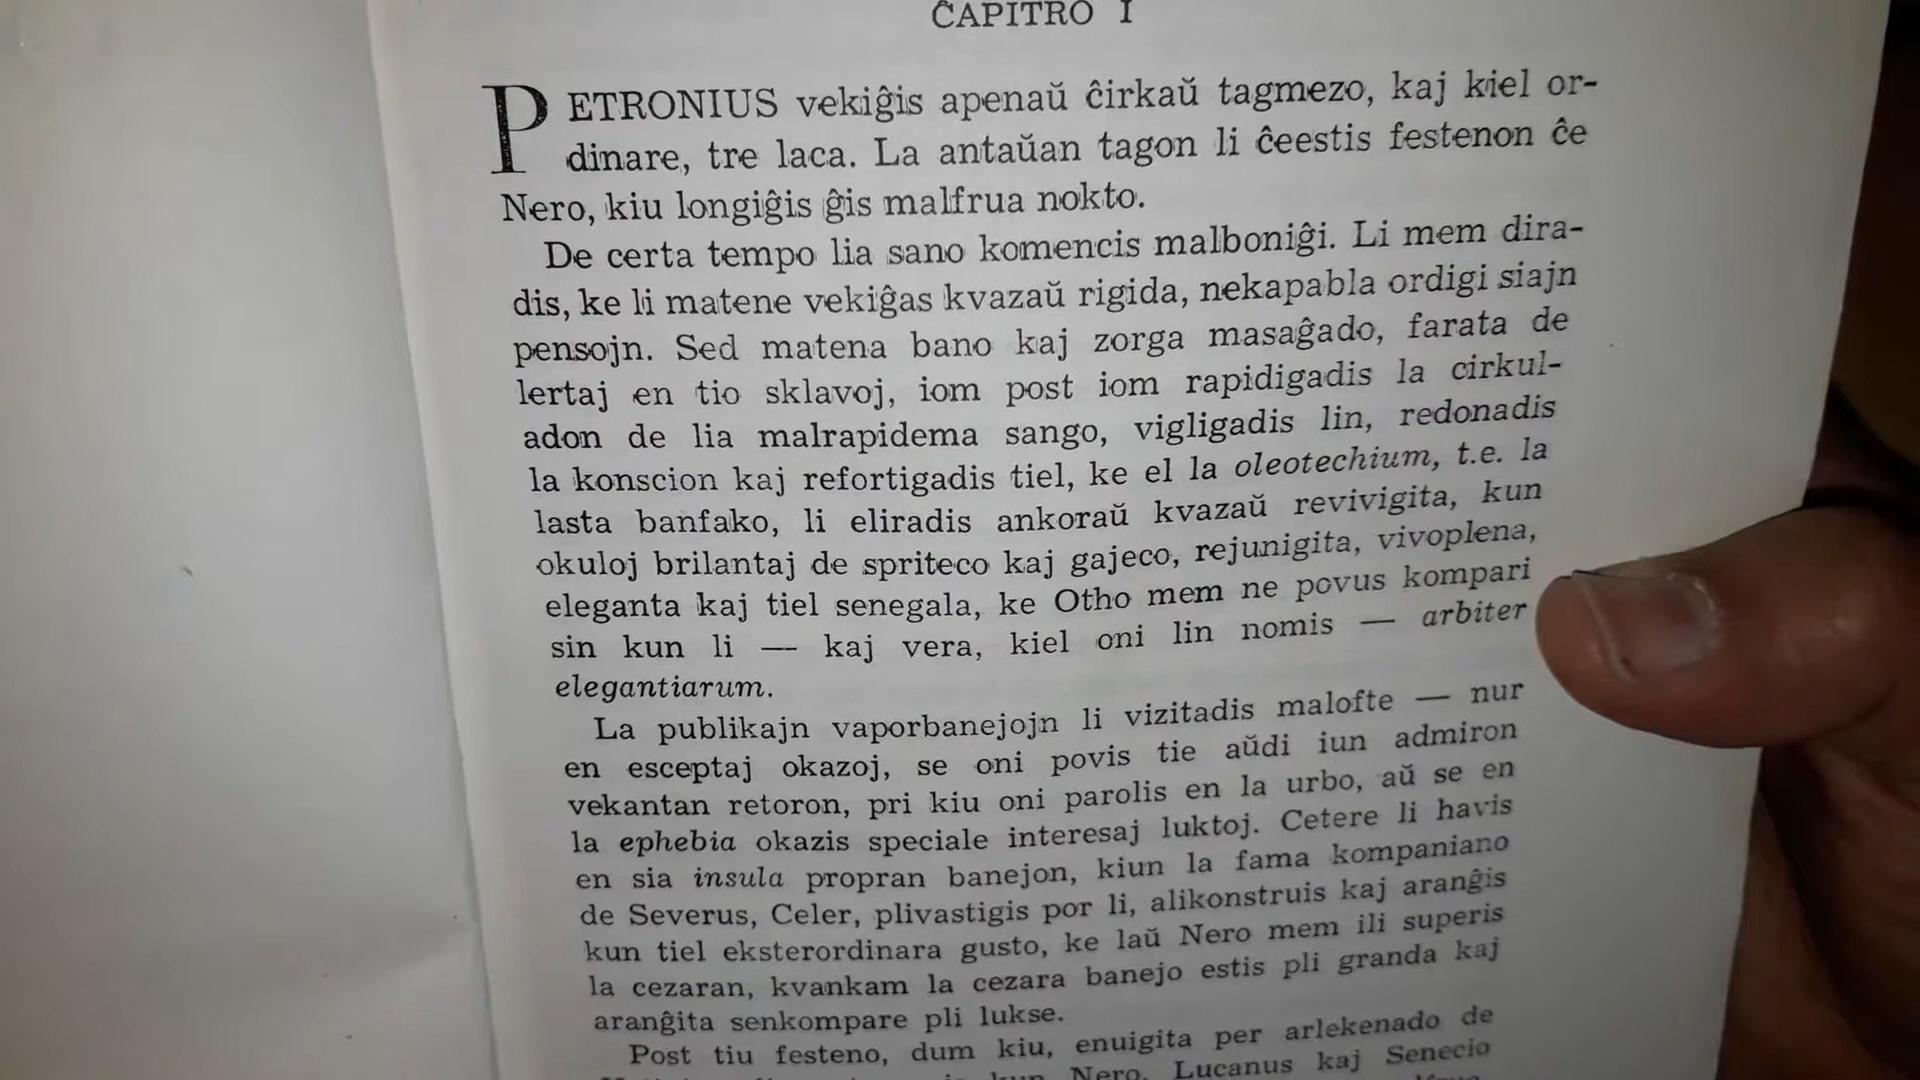 ĈAPITRO I
PETRONIUS vekiĝis apenaŭ ĉirkaŭ tagmezo, kaj kiel or-
dinare, tre laca. La antaŭan tagon li ĉeestis festenon ĉe
Nero, kiu longiĝis ĝis malfrua nokto.
De certa tempo lia sano komencis malboniĝi. Li mem dira-
dis, ke li matene vekiĝas kvazaŭ rigida, nekapabla ordigi siajn
pensojn. Sed matena bano kaj zorga masaĝado, farata de
lertaj en tio sklavoj, iom post iom rapidigadis la cirkul-
adon de lia malrapidema sango, vigligadis lin, redonadis
la konscion kaj refortigadis tiel, ke el la oleotechium, t.e. la
lasta banfako, li eliradis ankoraŭ kvazaŭ revivigita, kun
okuloj brilantaj de spriteco kaj gajeco, rejunigita, vivoplena,
eleganta kaj tiel senegala, ke Otho mem ne povus kompari
sin kun li — kaj vera, kiel oni lin nomis — arbiter
elegantiarum.
La publikajn vaporbanejojn li vizitadis malofte — nur
en esceptaj okazoj, se oni povis tie aŭdi iun admiron
vekantan retoron, pri kiu oni parolis en la urbo, aŭ se en
la ephebia okazis speciale interesaj luktoj. Cetere li havis
en sia insula propran banejon, kiun la fama kompaniano
de Severus, Celer, plivastigis por li, alikonstruis kaj aranĝis
kun tiel eksterordinara gusto, ke laŭ Nero mem ili superis
la cezaran, kvankam la cezara banejo estis pli granda kaj
aranĝita senkompare pli lukse.
Post tiu festeno, dum kiu, enuigita per arlekenado de
kun Nero, Lucanus kaj Senecio